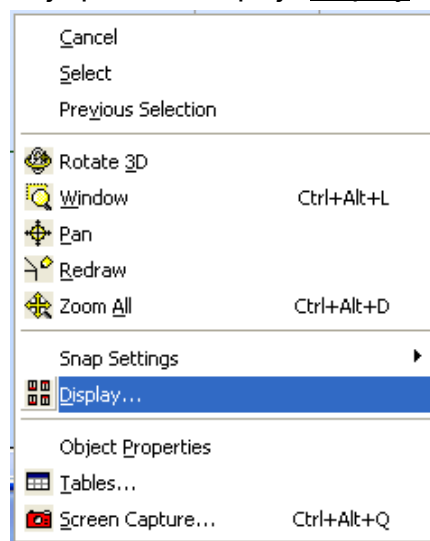 Cancel
Select
Previous Selection
Rotate 3D
Window Ctrl+Alt+L
Pan
Redraw
Zoom All Ctrl+Alt+D
Snap Settings
Display...
Object Properties
Tables...
Screen Capture... Ctrl+Alt+Q